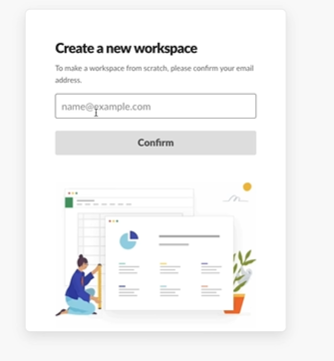 Create a new workspace
To make a workspace from scratch, please confirm your email
address.
name@example.com
Confirm